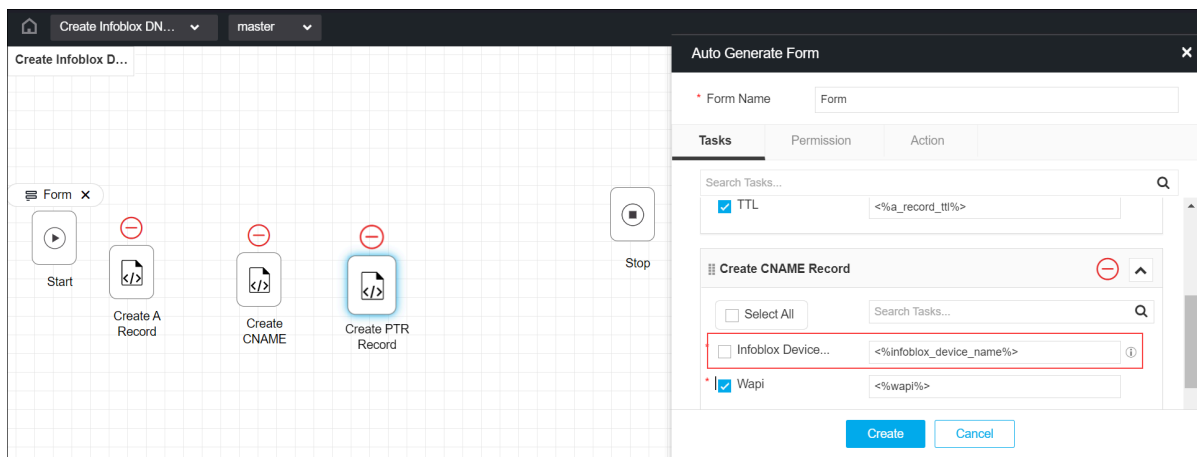 Create Infoblox DN... master
Create Infoblox D...
Form
Start
Create A
Record
Create
CNAME
Create PTR
Record
Stop
Auto Generate Form
* Form Name Form
Tasks Permission Action
Search Tasks...
TTL <%a_record_ttl%>
Create CNAME Record
Select All Search Tasks...
* Infoblox Device... <%infoblox_device_name%>
* Wapi <%wapi%>
Create Cancel